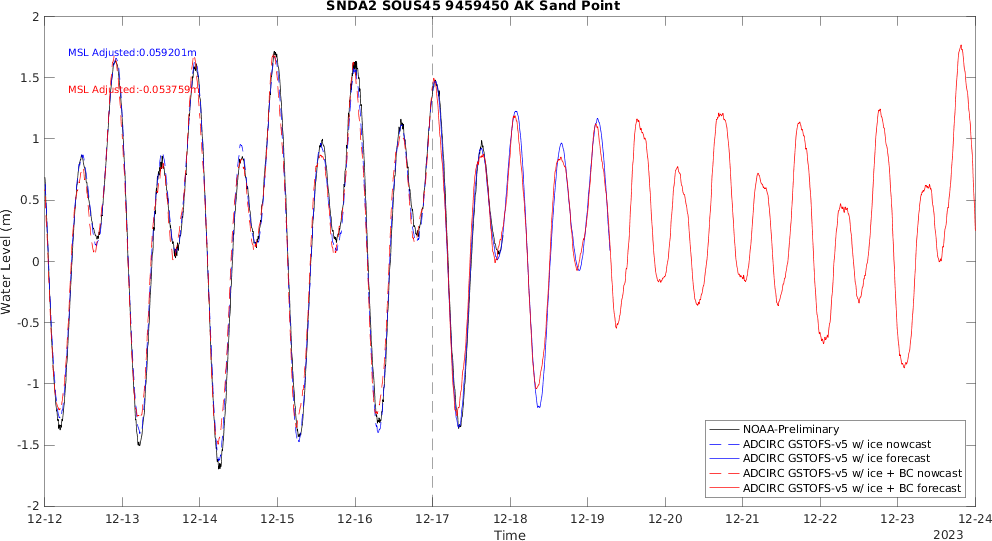 SNDA2 SOUS45 9459450 AK Sand Point
MSL Adjusted:0.059201m
MSL Adjusted:-0.053759m
Water Level (m)
2
1.5
1
0.5
0
-0.5
-1
-1.5
-2
NOAA-Preliminary
ADCIRC GSTOFS-v5 w/ ice nowcast
ADCIRC GSTOFS-v5 w/ ice forecast
ADCIRC GSTOFS-v5 w/ ice + BC nowcast
ADCIRC GSTOFS-v5 w/ ice + BC forecast
12-12 12-13 12-14 12-15 12-16 12-17 12-18 12-19 12-20 12-21 12-22 12-23 12-24
Time
2023